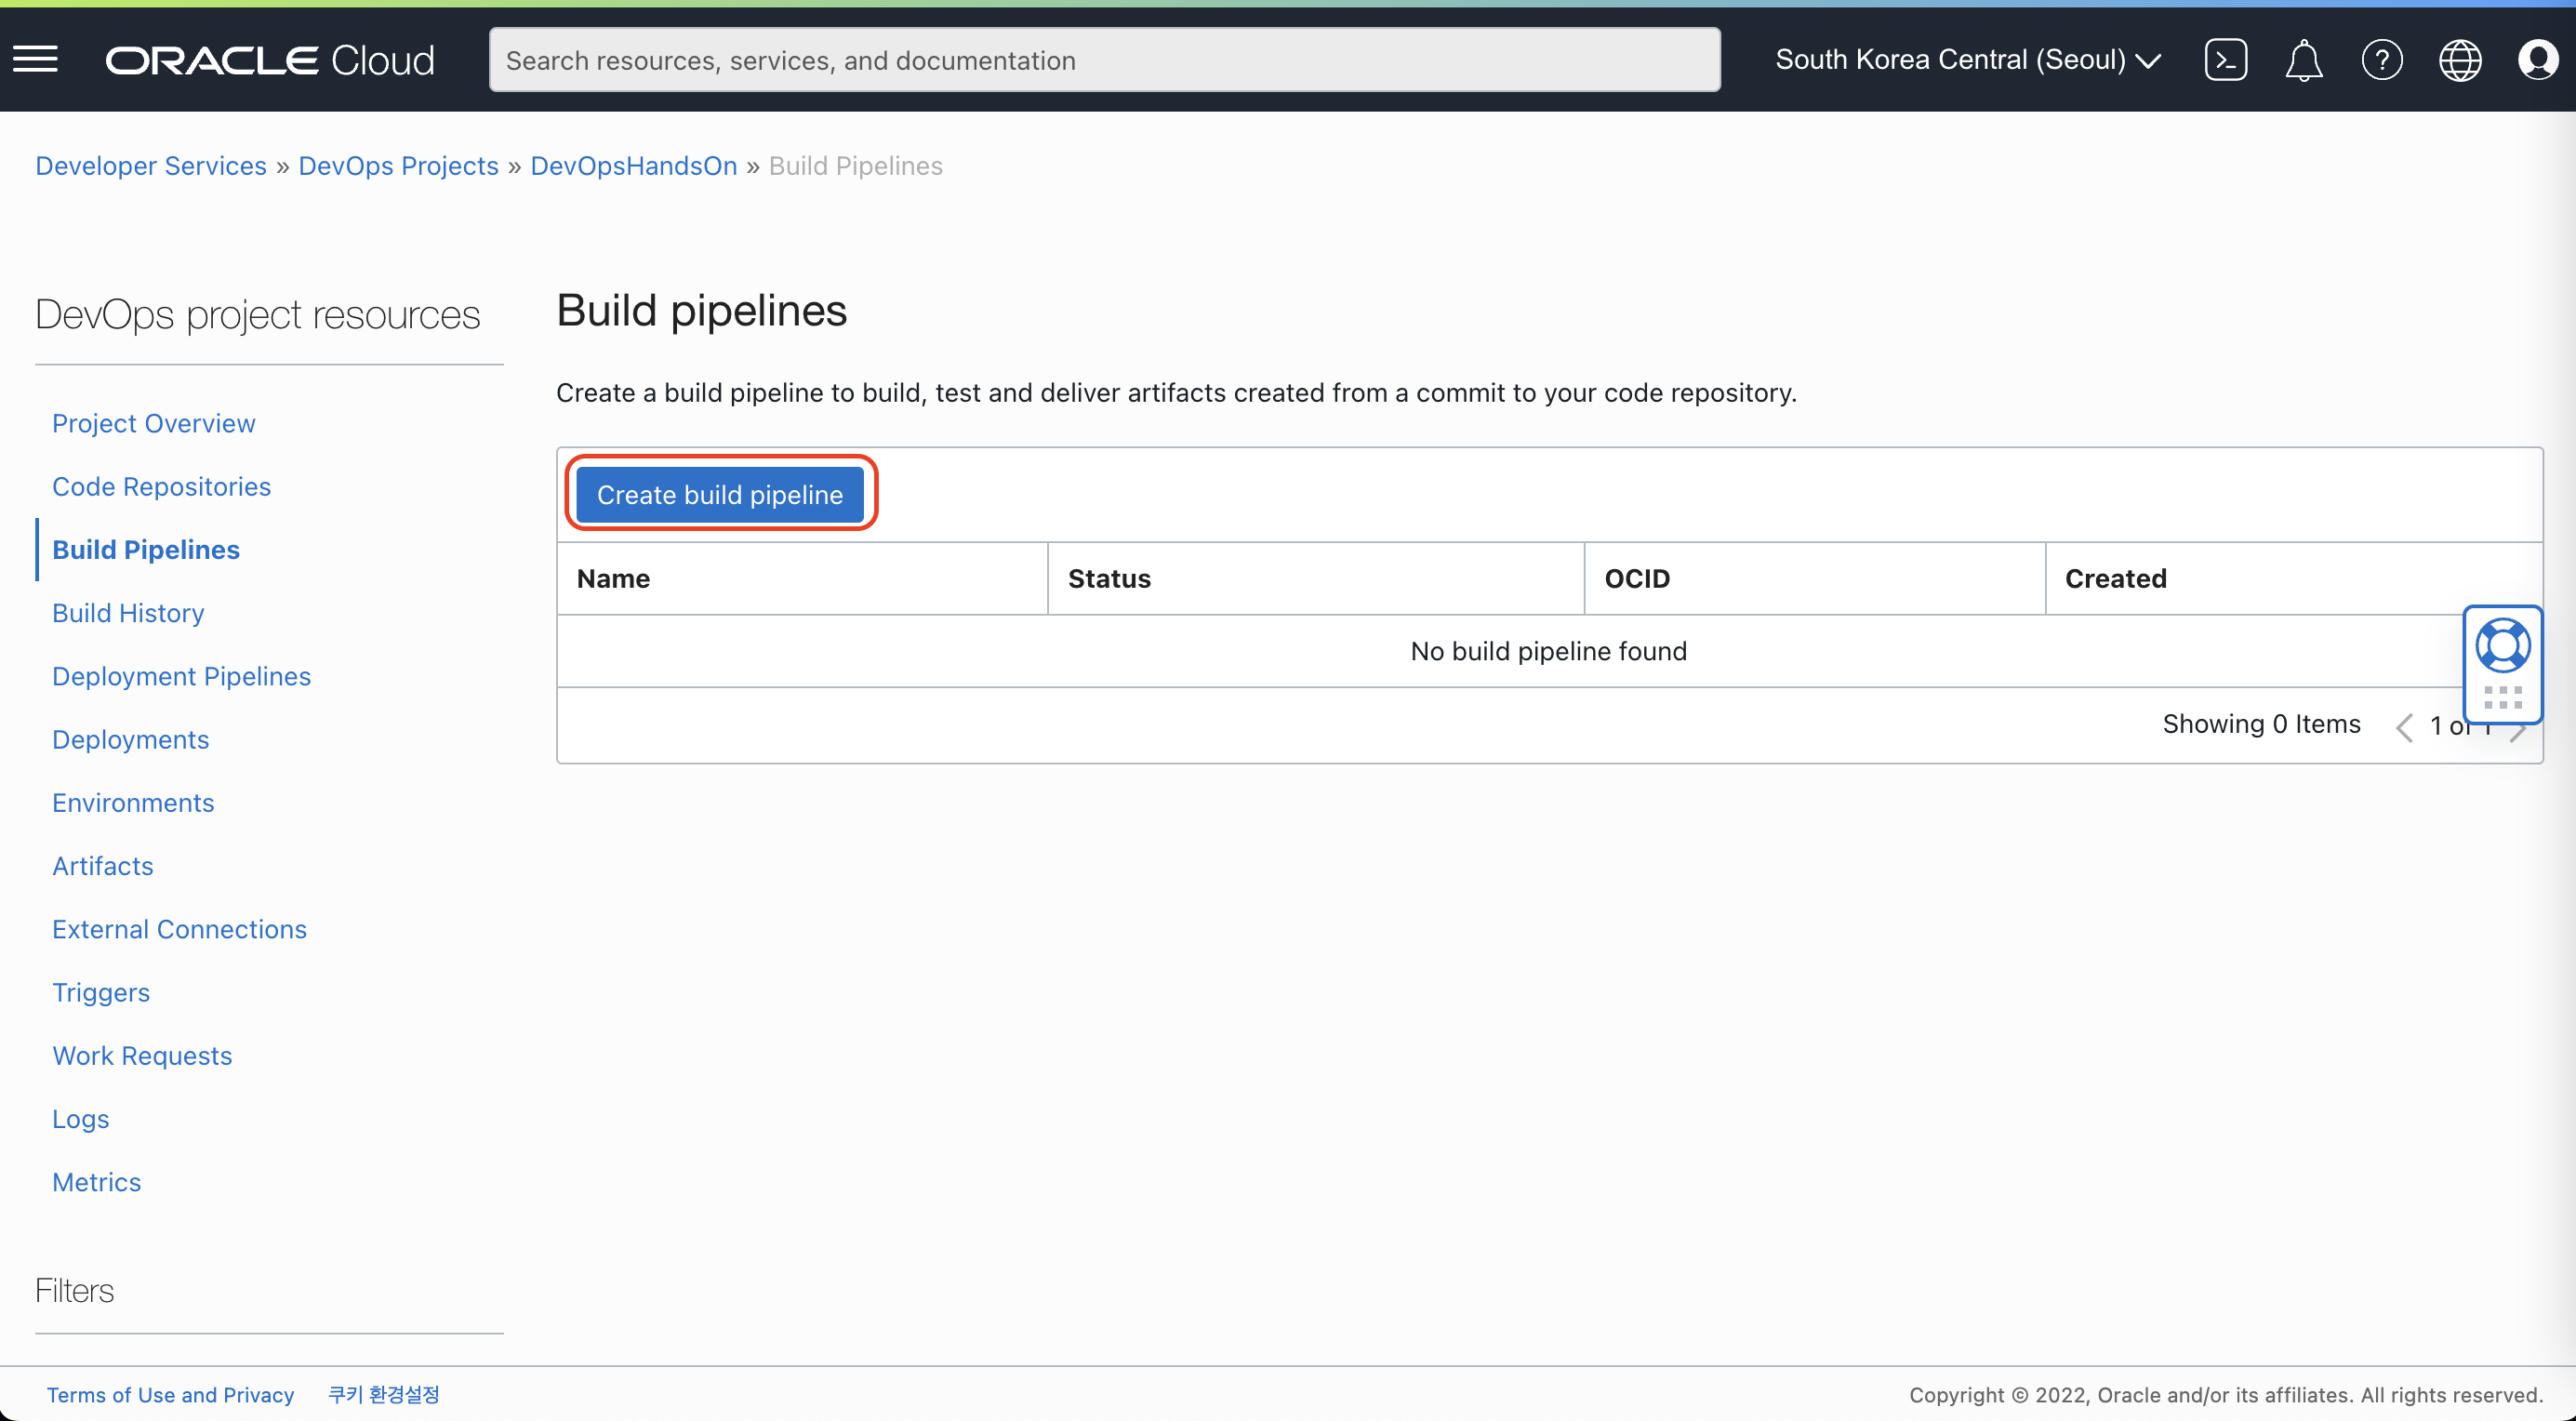 ORACLE Cloud
Search resources, services, and documentation
South Korea Central (Seoul)
Developer Services » DevOps Projects » DevOpsHandsOn » Build Pipelines
DevOps project resources
Project Overview
Code Repositories
Build Pipelines
Build History
Deployment Pipelines
Deployments
Environments
Artifacts
External Connections
Triggers
Work Requests
Logs
Metrics
Filters
Build pipelines
Create a build pipeline to build, test and deliver artifacts created from a commit to your code repository.
Create build pipeline
Name Status OCID Created
No build pipeline found
Showing 0 Items 1 of 1
Terms of Use and Privacy 쿠키 환경설정
Copyright © 2022, Oracle and/or its affiliates. All rights reserved.